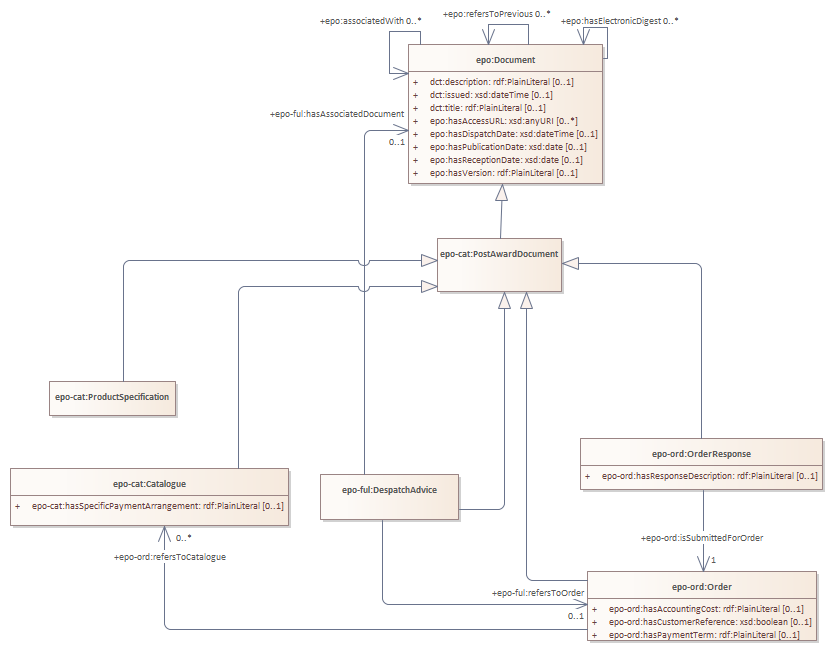 +epo:associatedWith 0..*
+epo:refersToPrevious 0..*
+epo:hasElectronicDigest 0..*
epo:Document
+ dct:description: rdf:PlainLiteral [0..1]
+ dct:issued: xsd:dateTime [0..1]
+ dct:title: rdf:PlainLiteral [0..1]
+ epo:hasAccessURL: xsd:anyURI [0..*]
+ epo:hasDispatchDate: xsd:dateTime [0..1]
+ epo:hasPublicationDate: xsd:date [0..1]
+ epo:hasReceptionDate: xsd:date [0..1]
+ epo:hasVersion: rdf:PlainLiteral [0..1]
+epo-ful:hasAssociatedDocument
0..1
epo-cat:PostAwardDocument
epo-cat:ProductSpecification
epo-cat:Catalogue
+ epo-cat:hasSpecificPaymentArrangement: rdf:PlainLiteral [0..1]
epo-ful:DespatchAdvice
epo-ord:OrderResponse
+ epo-ord:hasResponseDescription: rdf:PlainLiteral [0..1]
0..*
+epo-ord:refersToCatalogue
+epo-ord:isSubmittedForOrder
1
+epo-ful:refersToOrder
0..1
epo-ord:Order
+ epo-ord:hasAccountingCost: rdf:PlainLiteral [0..1]
+ epo-ord:hasCustomerReference: xsd:boolean [0..1]
+ epo-ord:hasPaymentTerm: rdf:PlainLiteral [0..1]